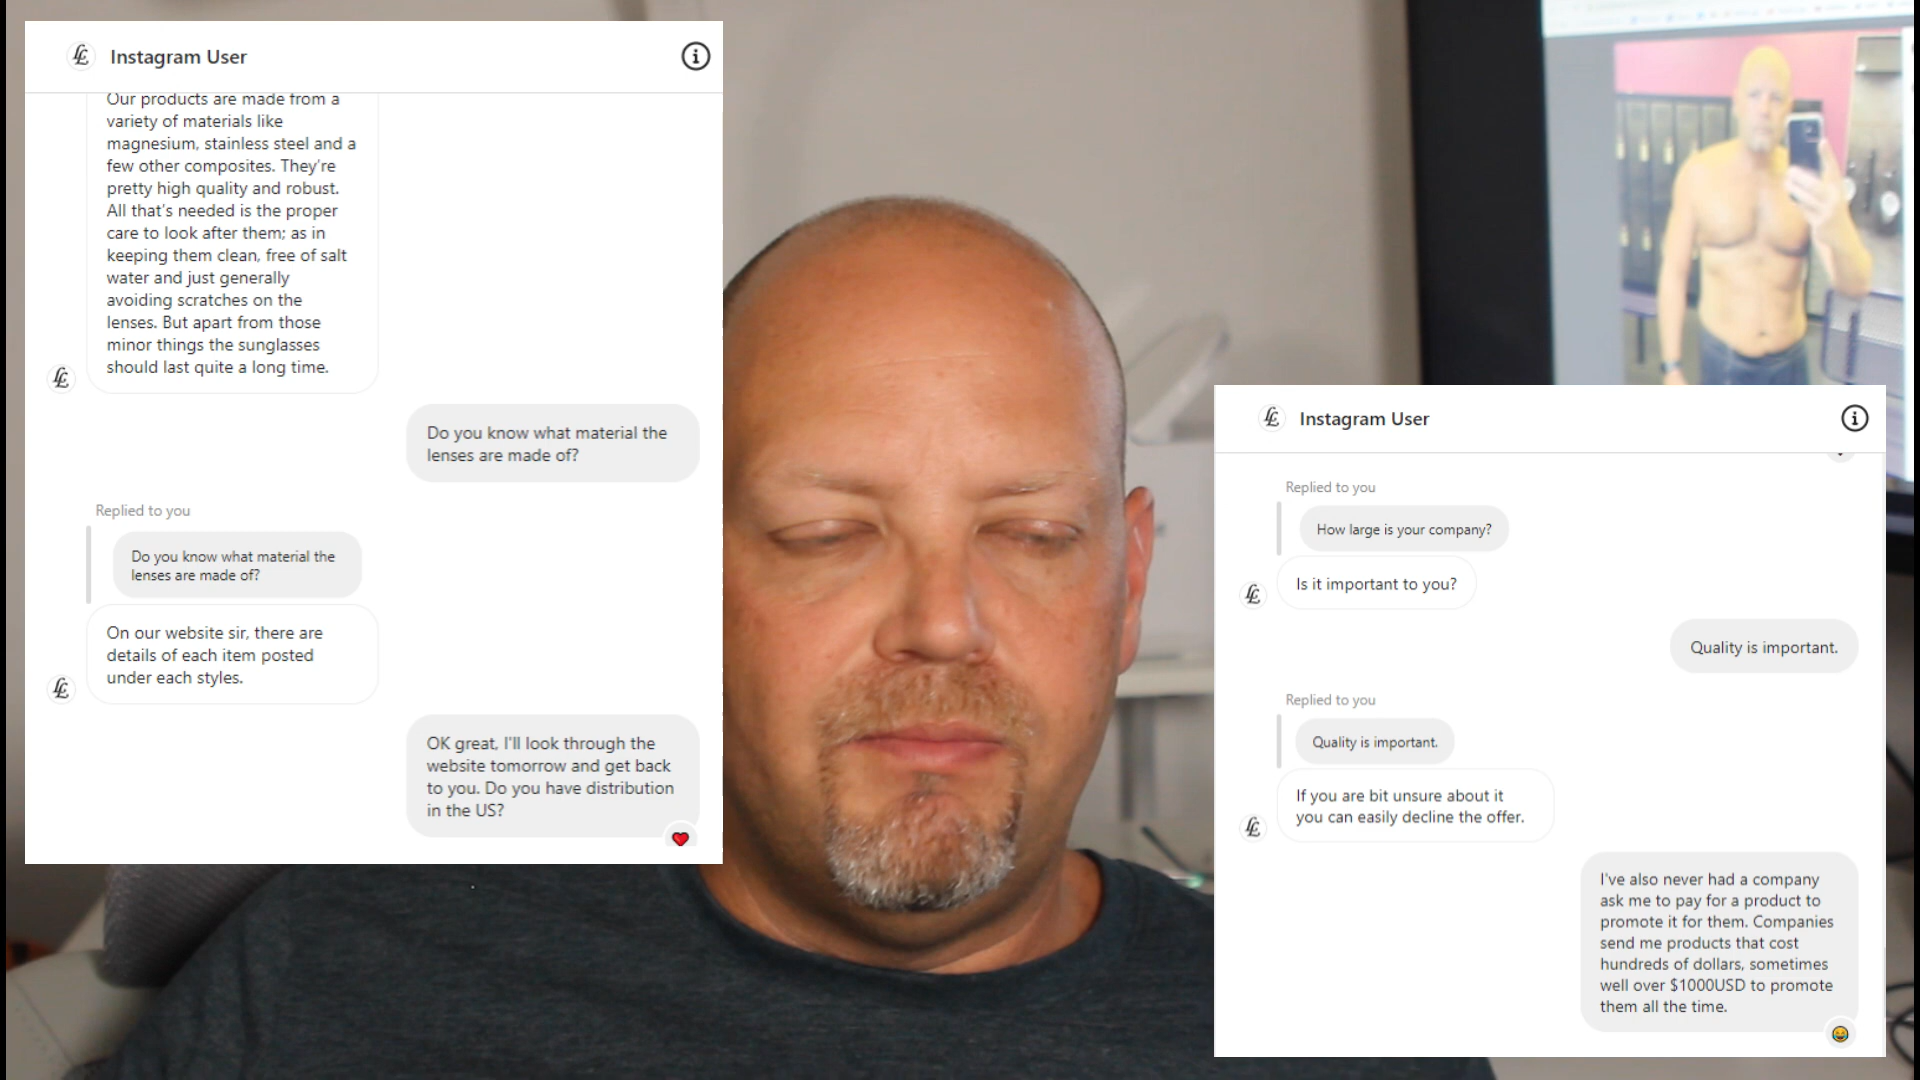 Instagram User
Our products are made from a
variety of materials like
magnesium, stainless steel and a
few other composites. They're
pretty high quality and robust.
All that's needed is the proper
care to look after them; as in
keeping them clean, free of salt
water and just generally
avoiding scratches on the
lenses. But apart from those
minor things the sunglasses
should last quite a long time.
Do you know what material the
lenses are made of?
Replied to you
Do you know what material the
lenses are made of?
On our website sir, there are
details of each item posted
under each styles.
OK great, I'll look through the
website tomorrow and get back
to you. Do you have distribution
in the US?
Instagram User
Replied to you
How large is your company?
Is it important to you?
Quality is important.
Replied to you
Quality is important.
If you are bit unsure about it
you can easily decline the offer.
I've also never had a company
ask me to pay for a product to
promote it for them. Companies
send me products that cost
hundreds of dollars, sometimes
well over $1000USD to promote
them all the time.